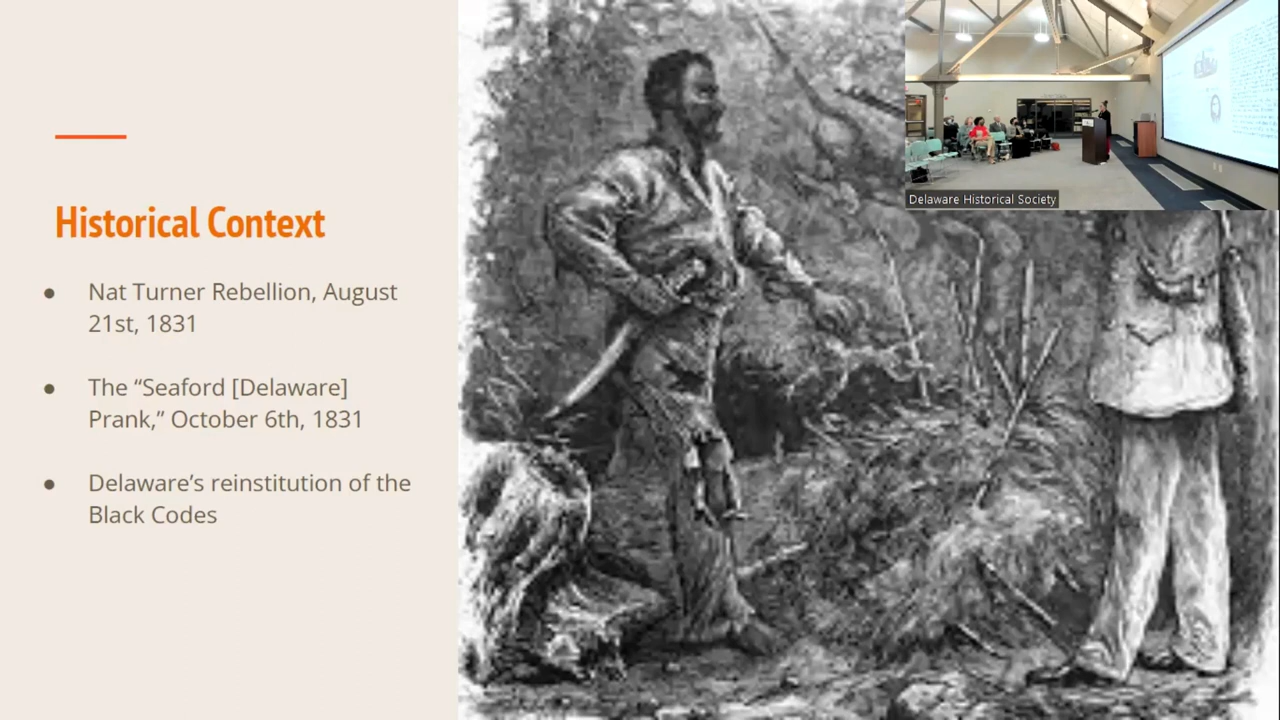 Historical Context
● Nat Turner Rebellion, August
21st, 1831
● The “Seaford [Delaware]
Prank,” October 6th, 1831
● Delaware’s reinstitution of the
Black Codes
Delaware Historical Society